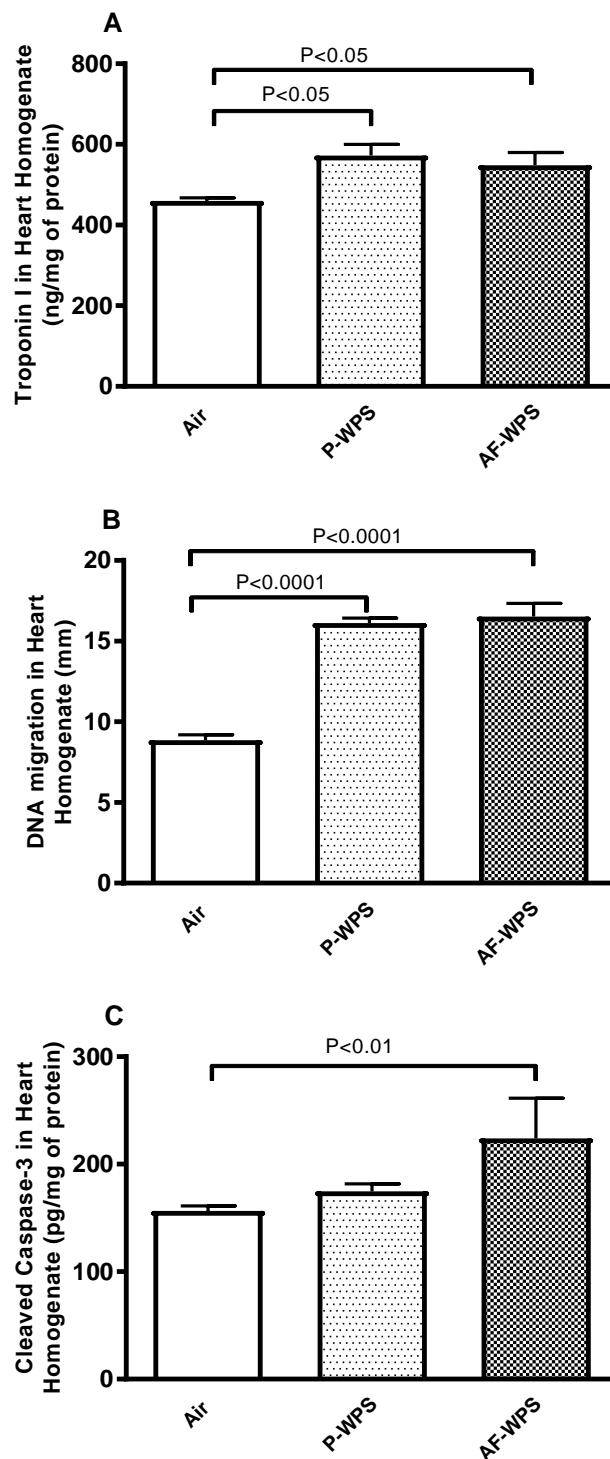 A
Troponin I in Heart Homogenate
(ng/mg of protein)
800
600
400
200
0
P<0.05
P<0.05
Air
P-WPS
AF-WPS
B
DNA migration in Heart
Homogenate (mm)
20
15
10
5
0
P<0.0001
P<0.0001
Air
P-WPS
AF-WPS
C
Cleaved Caspase-3 in Heart
Homogenate (pg/mg of protein)
300
200
100
0
P<0.01
Air
P-WPS
AF-WPS